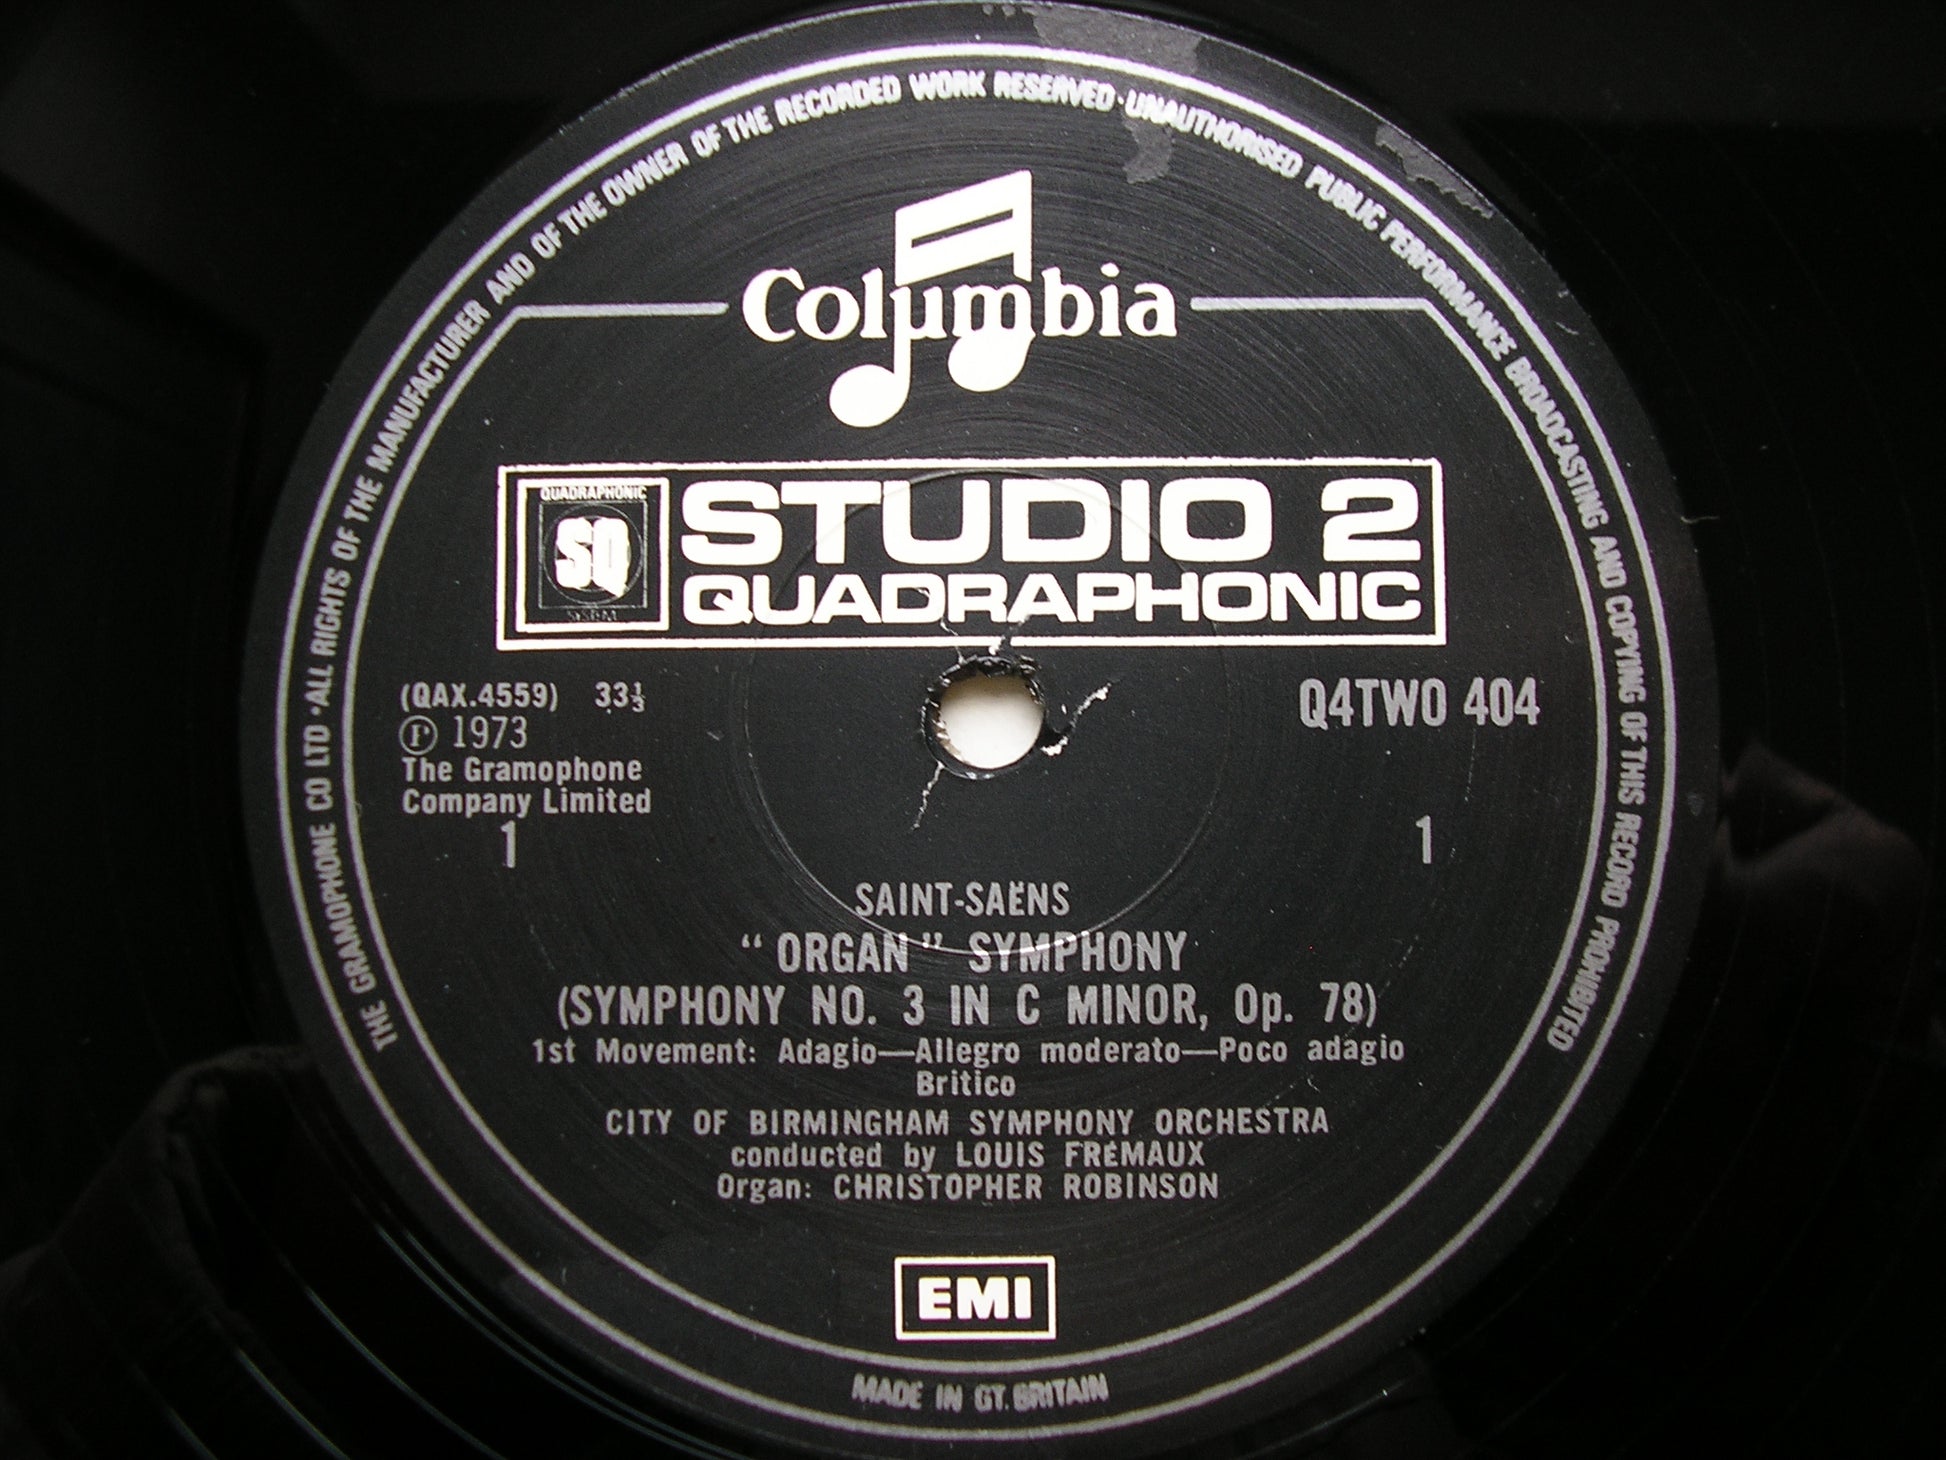 THE GRAMOPHONE CO LTD · ALL RIGHTS OF THE MANUFACTURER AND OF THE OWNER OF THE RECORDED WORK RESERVED · UNAUTHORISED PUBLIC PERFORMANCE BROADCASTING AND COPYING OF THIS RECORD PROHIBITED
Columbia
QUADRAPHONIC
SQ
SYSTEM
STUDIO 2
QUADRAPHONIC
(QAX.4559) 33⅓
Ⓟ 1973
The Gramophone
Company Limited
1
Q4TWO 404
1
SAINT-SAËNS
“ORGAN” SYMPHONY
(SYMPHONY NO. 3 IN C MINOR, Op. 78)
1st Movement: Adagio—Allegro moderato—Poco adagio
Britico
CITY OF BIRMINGHAM SYMPHONY ORCHESTRA
conducted by LOUIS FRÉMAUX
Organ: CHRISTOPHER ROBINSON
EMI
MADE IN GT. BRITAIN